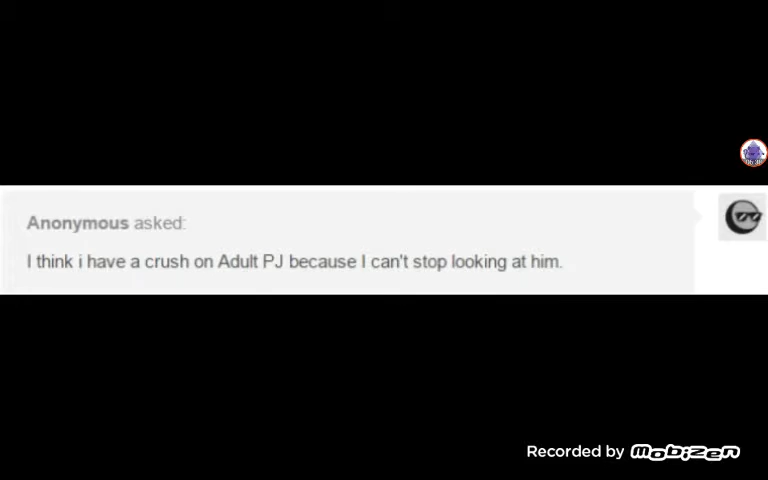 Anonymous asked:
I think i have a crush on Adult PJ because I can't stop looking at him.
Recorded by Mobizen